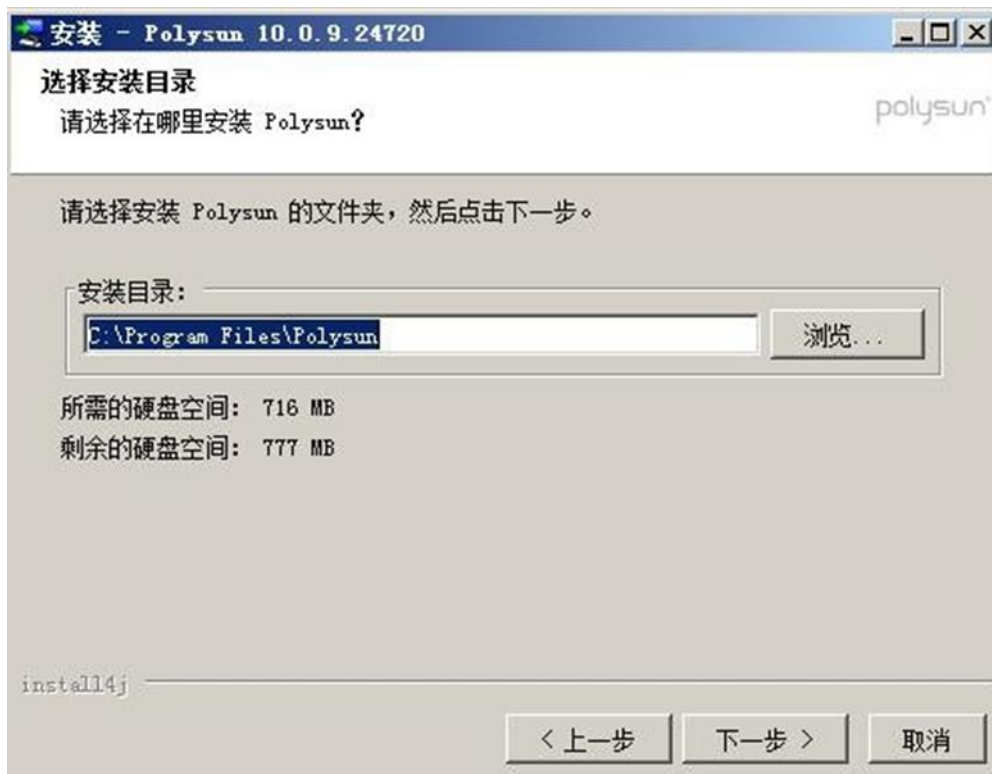 安装 - Polysun 10.0.9.24720
选择安装目录
请选择在哪里安装 Polysun?
polysun®
请选择安装 Polysun 的文件夹，然后点击下一步。
安装目录：
C:\Program Files\Polysun
浏览...
所需的硬盘空间： 716 MB
剩余的硬盘空间： 777 MB
install4j
< 上一步
下一步 >
取消